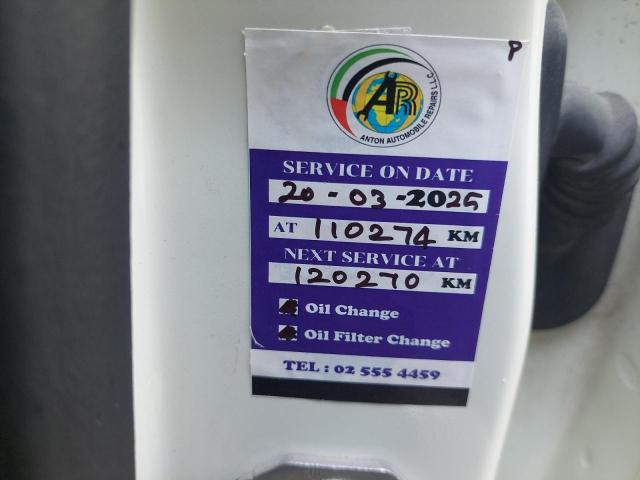 P
AR
ANTON AUTOMOBILE REPAIRS L.L.C.
SERVICE ON DATE
20-03-2025
AT 110274 KM
NEXT SERVICE AT
120270 KM
Oil Change
Oil Filter Change
TEL : 02 555 4459